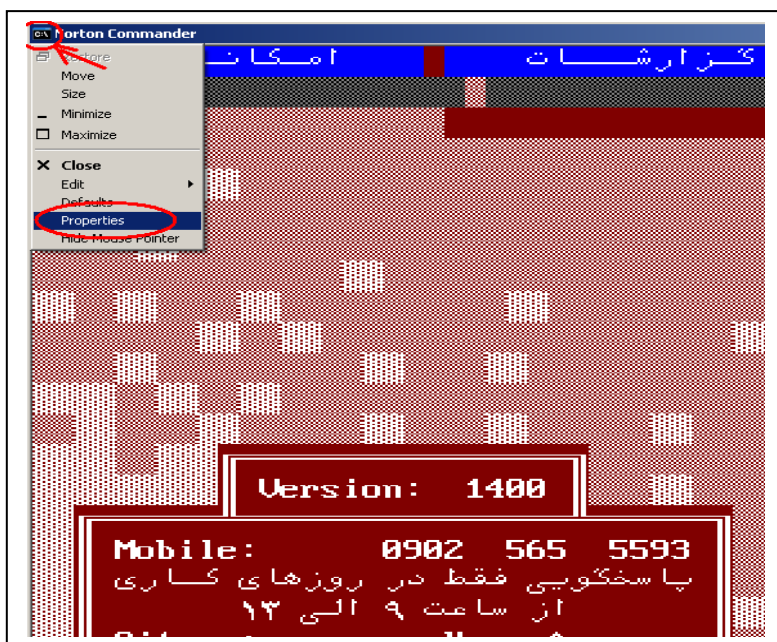 Norton Commander
Restore
Move
Size
Minimize
Maximize
Close
Edit
Defaults
Properties
Hide Mouse Pointer
گزارشات امکانـ
Version: 1400
Mobile: 0902 565 5593
پاسخگویی فقط در روزهای کاری
از ساعت ۹ الی ۱۳